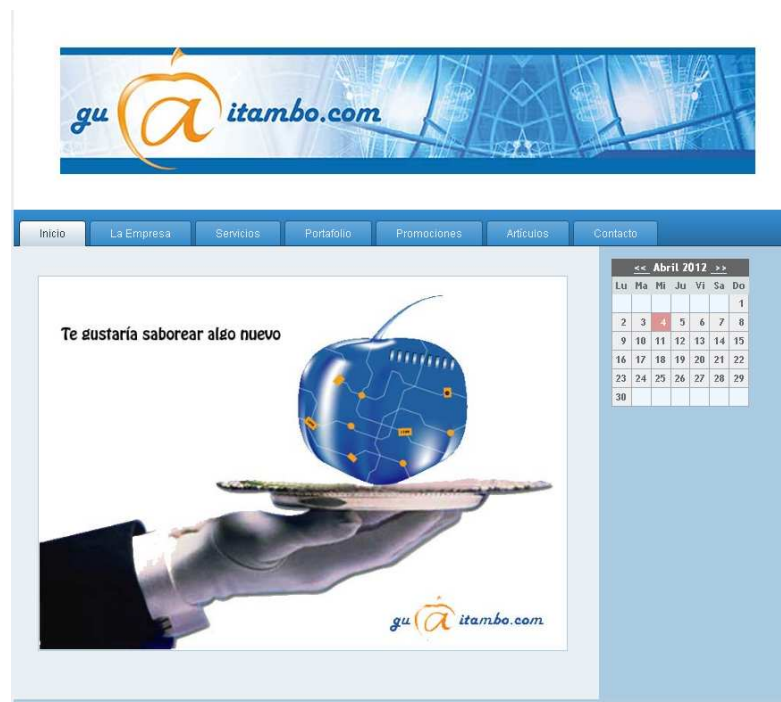 gu@itambo.com
Inicio La Empresa Servicios Portafolio Promociones Artículos Contacto
<< Abril 2012 >>
Lu Ma Mi Ju Vi Sa Do
1
2 3 4 5 6 7 8
9 10 11 12 13 14 15
16 17 18 19 20 21 22
23 24 25 26 27 28 29
30
Te gustaría saborear algo nuevo
gu@itambo.com